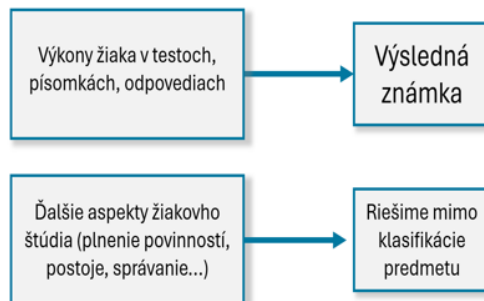 Výkony žiaka v testoch,
písomkách, odpovediach
Výsledná
známka
Ďalšie aspekty žiakovho
štúdia (plnenie povinností,
postoje, správanie...)
Riešime mimo
klasifikácie
predmetu